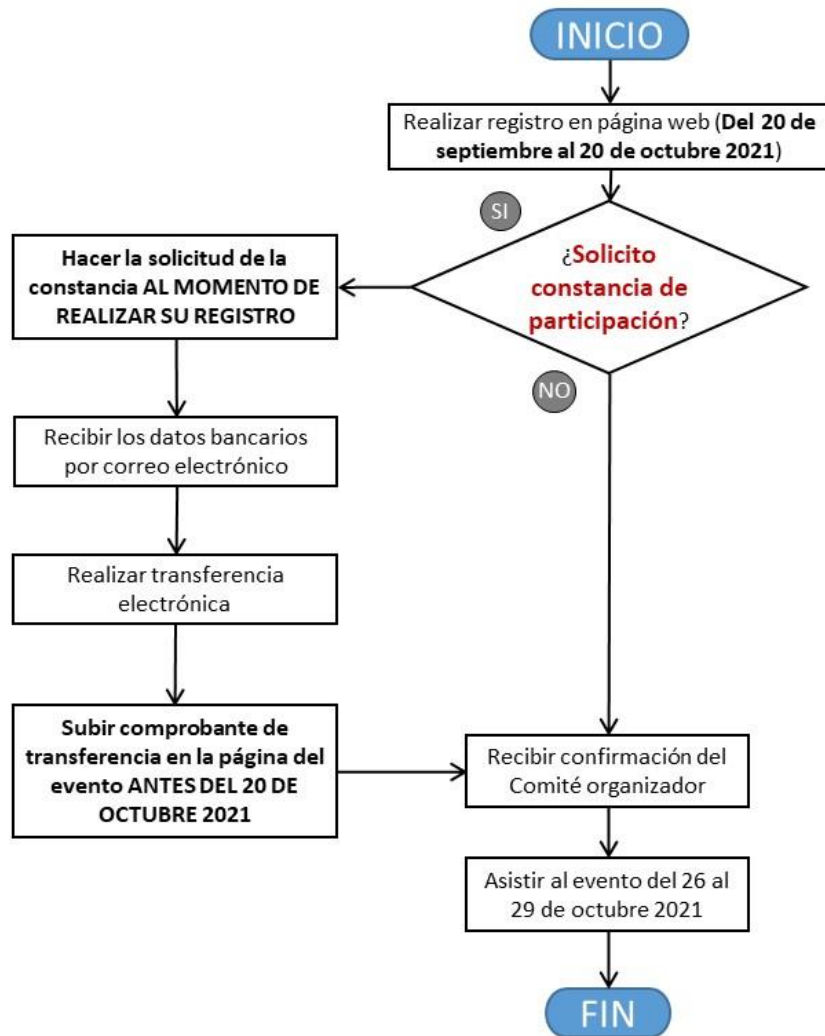 INICIO
Realizar registro en página web (Del 20 de
septiembre al 20 de octubre 2021)
SI
¿Solicito
constancia de
participación?
Hacer la solicitud de la
constancia AL MOMENTO DE
REALIZAR SU REGISTRO
NO
Recibir los datos bancarios
por correo electrónico
Realizar transferencia
electrónica
Subir comprobante de
transferencia en la página del
evento ANTES DEL 20 DE
OCTUBRE 2021
Recibir confirmación del
Comité organizador
Asistir al evento del 26 al
29 de octubre 2021
FIN